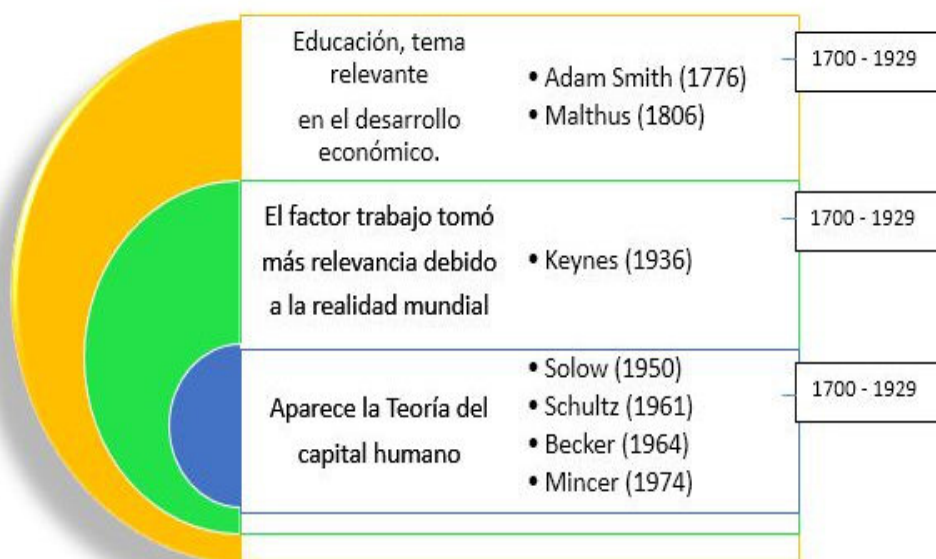 Educación, tema
relevante
en el desarrollo
económico.
• Adam Smith (1776)
• Malthus (1806)
1700 - 1929
El factor trabajo tomó
más relevancia debido
a la realidad mundial
• Keynes (1936)
1700 - 1929
Aparece la Teoría del
capital humano
• Solow (1950)
• Schultz (1961)
• Becker (1964)
• Mincer (1974)
1700 - 1929